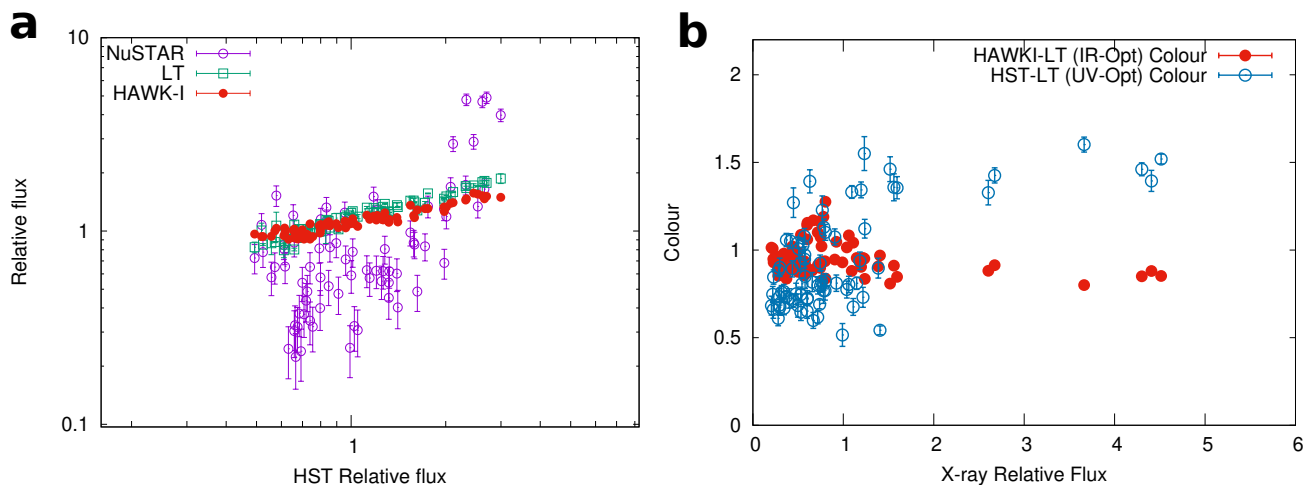 a
NuSTAR
LT
HAWK-I
10
1
0.1
Relative flux
1
HST Relative flux
b
HAWKI-LT (IR-Opt) Colour
HST-LT (UV-Opt) Colour
2
1.5
1
0.5
0
Colour
0 1 2 3 4 5 6
X-ray Relative Flux